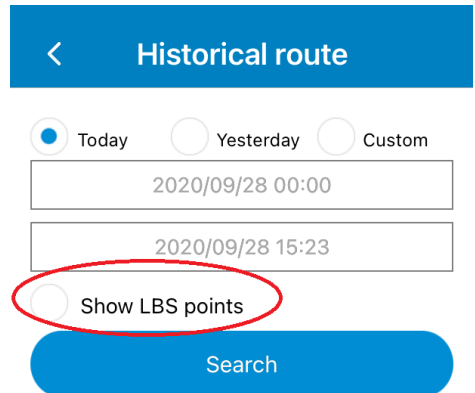 Historical route
Today Yesterday Custom
2020/09/28 00:00
2020/09/28 15:23
Show LBS points
Search